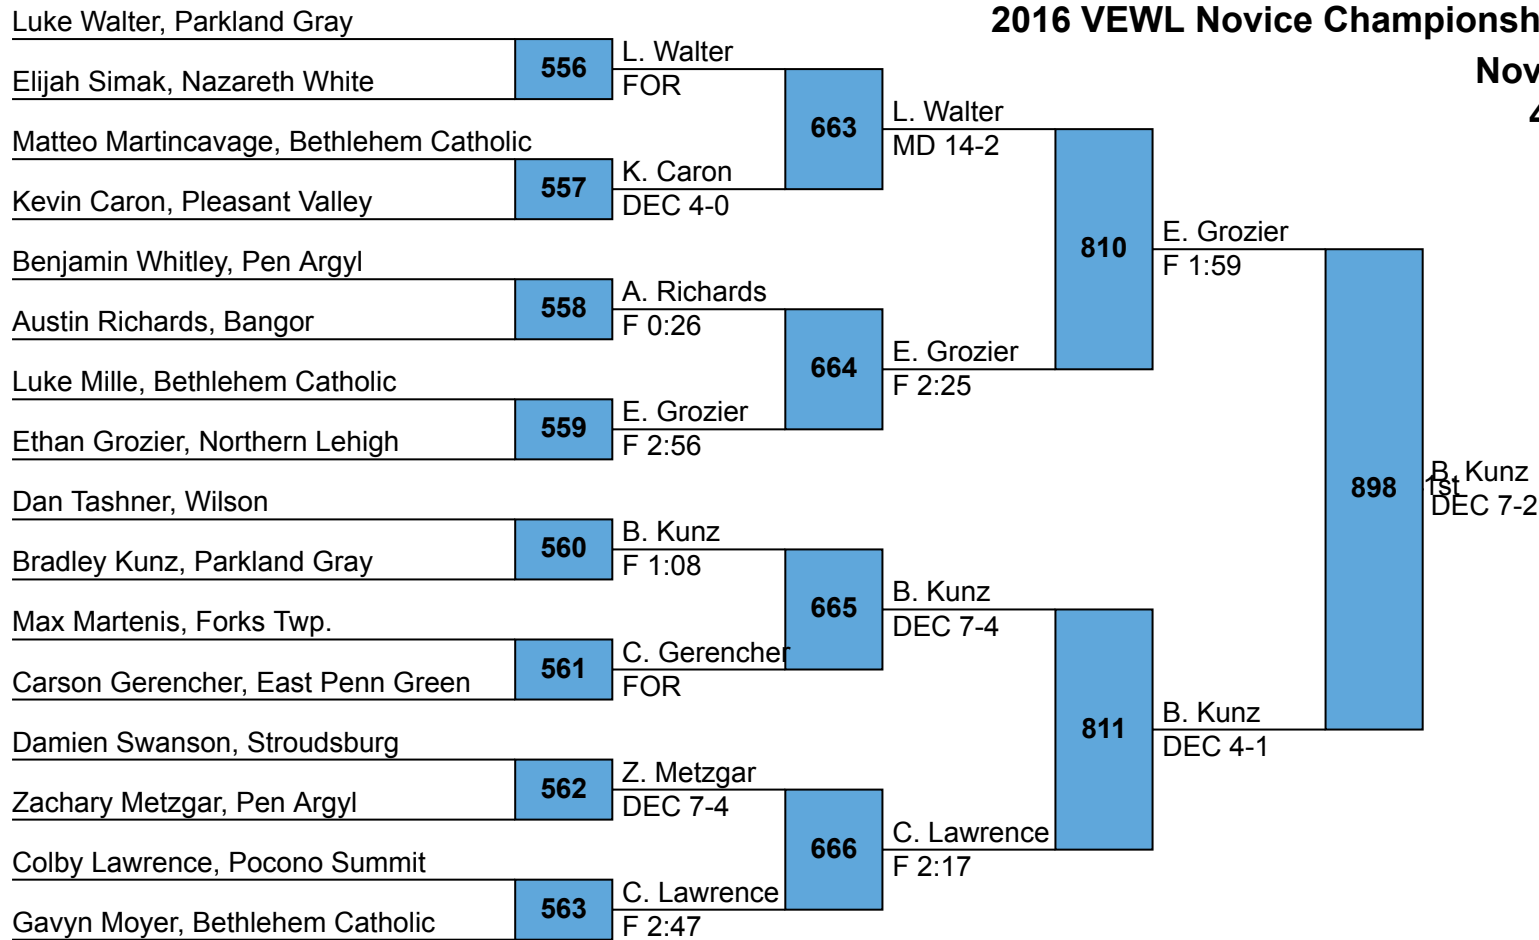 2016 VEWL Novice Championsh
Nov
4
Luke Walter, Parkland Gray
556
Elijah Simak, Nazareth White
L. Walter
FOR
663
Matteo Martincavage, Bethlehem Catholic
557
Kevin Caron, Pleasant Valley
K. Caron
DEC 4-0
L. Walter
MD 14-2
810
Benjamin Whitley, Pen Argyl
558
Austin Richards, Bangor
A. Richards
F 0:26
664
Luke Mille, Bethlehem Catholic
559
Ethan Grozier, Northern Lehigh
E. Grozier
F 2:56
E. Grozier
F 2:25
E. Grozier
F 1:59
898
Dan Tashner, Wilson
560
Bradley Kunz, Parkland Gray
B. Kunz
F 1:08
665
Max Martenis, Forks Twp.
561
Carson Gerencher, East Penn Green
C. Gerencher
FOR
B. Kunz
DEC 7-4
811
Damien Swanson, Stroudsburg
562
Zachary Metzgar, Pen Argyl
Z. Metzgar
DEC 7-4
666
Colby Lawrence, Pocono Summit
563
Gavyn Moyer, Bethlehem Catholic
C. Lawrence
F 2:47
C. Lawrence
F 2:17
B. Kunz
DEC 4-1
B. Kunz
1st
DEC 7-2